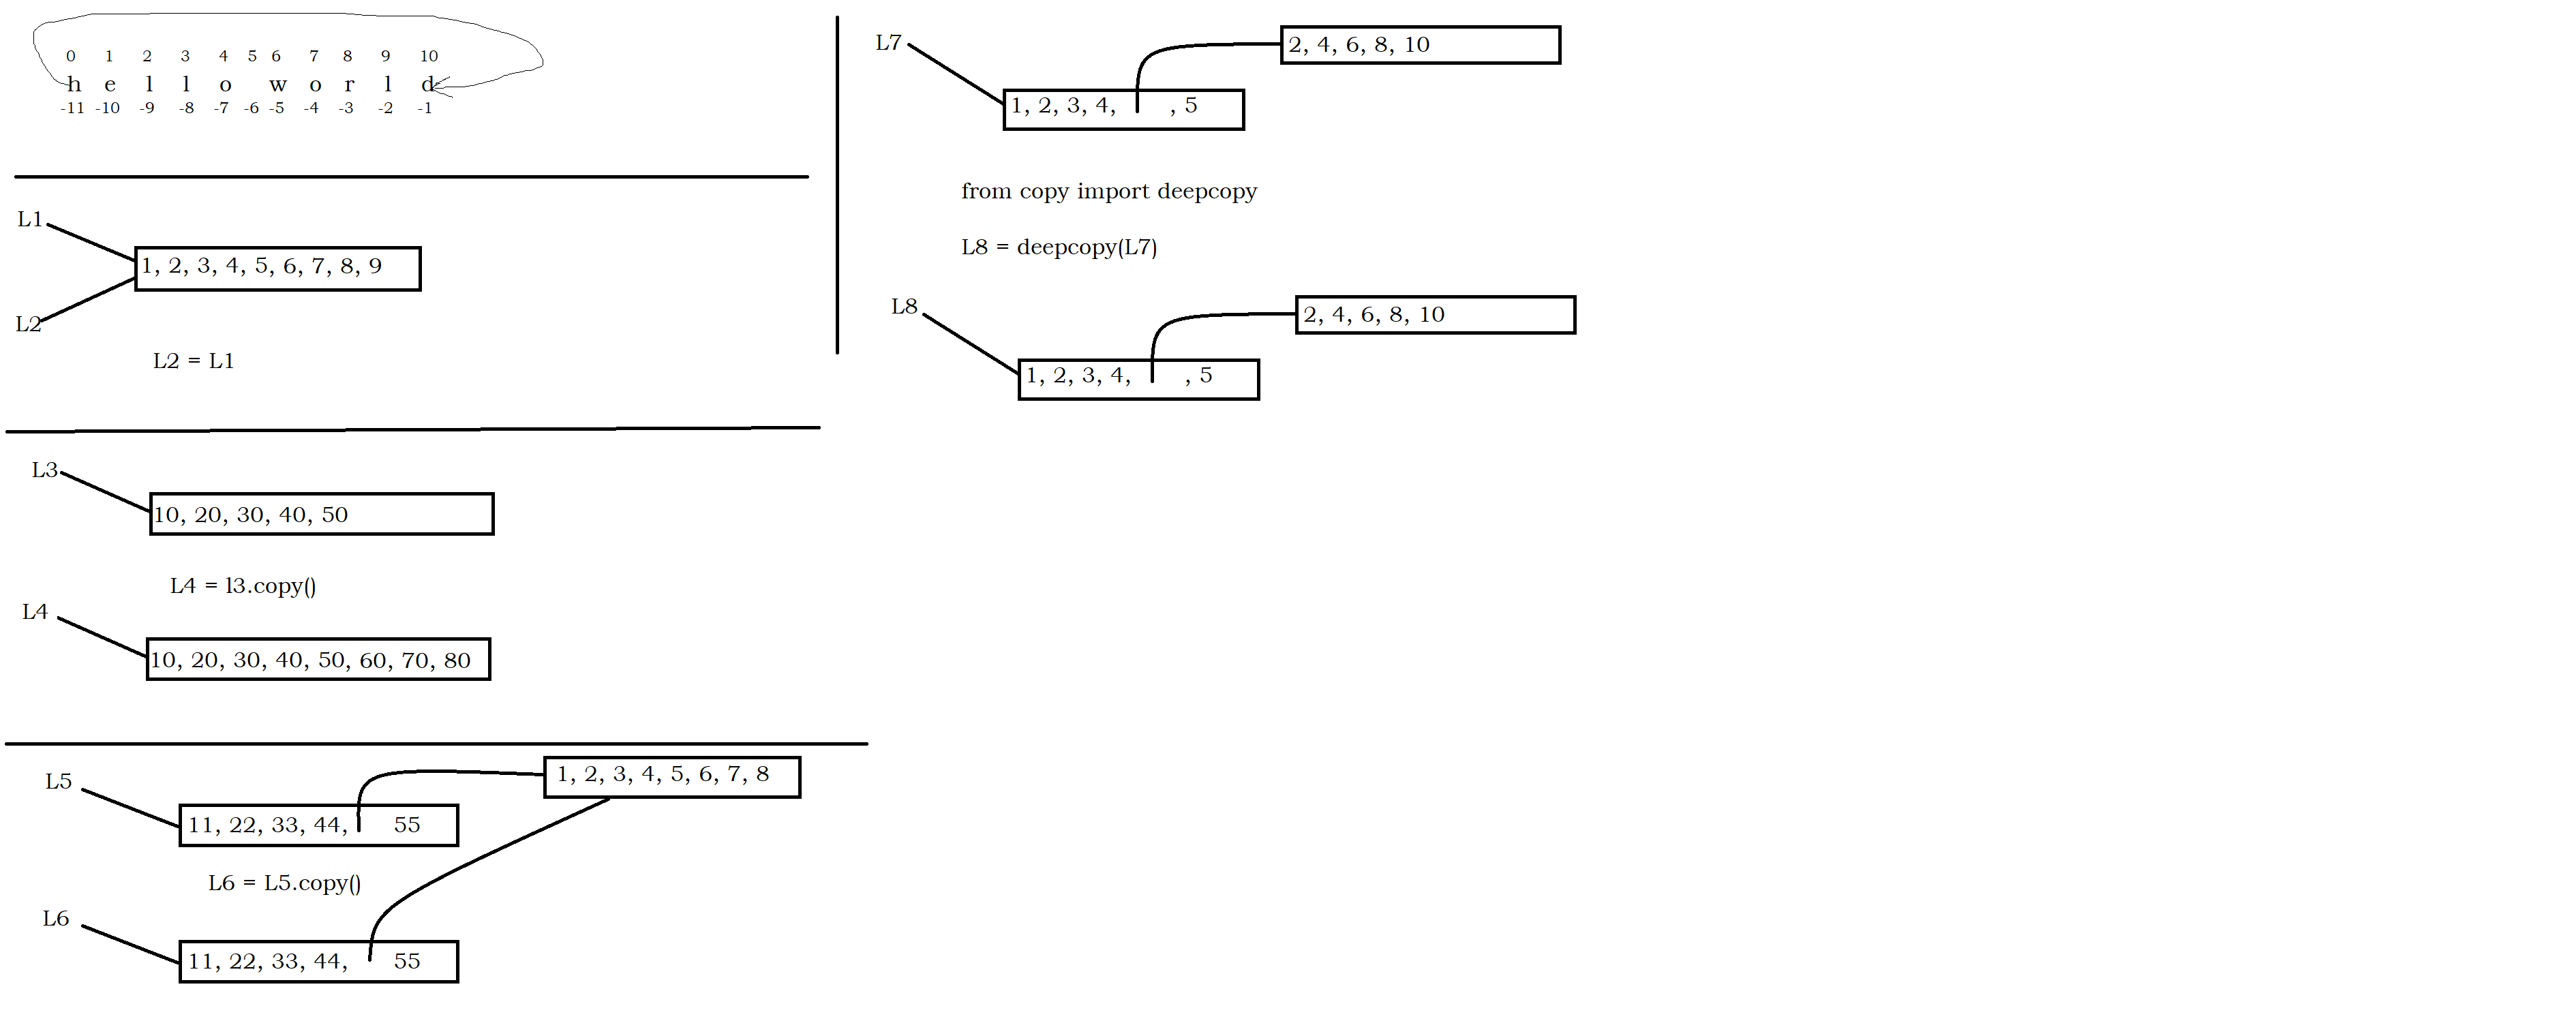 0 1 2 3 4 5 6 7 8 9 10
h e l l o w o r l d
-11 -10 -9 -8 -7 -6 -5 -4 -3 -2 -1
L1
1, 2, 3, 4, 5, 6, 7, 8, 9
L2
L2 = L1
L3
10, 20, 30, 40, 50
L4 = l3.copy()
L4
10, 20, 30, 40, 50, 60, 70, 80
L5
1, 2, 3, 4, 5, 6, 7, 8
11, 22, 33, 44, 55
L6 = L5.copy()
L6
11, 22, 33, 44, 55
L7
2, 4, 6, 8, 10
1, 2, 3, 4, , 5
from copy import deepcopy
L8 = deepcopy(L7)
L8
2, 4, 6, 8, 10
1, 2, 3, 4, , 5